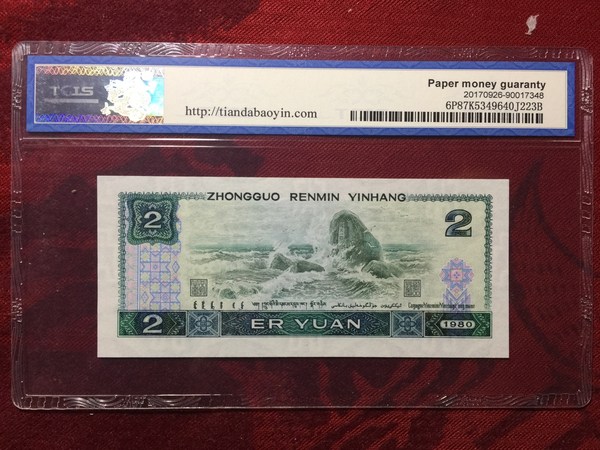 TCIS
Paper money guaranty
20170926-90017348
http://tiandabaoyin.com
6P87K5349640J223B
ZHONGGUO RENMIN YINHANG
2
2
2
ER YUAN
1980